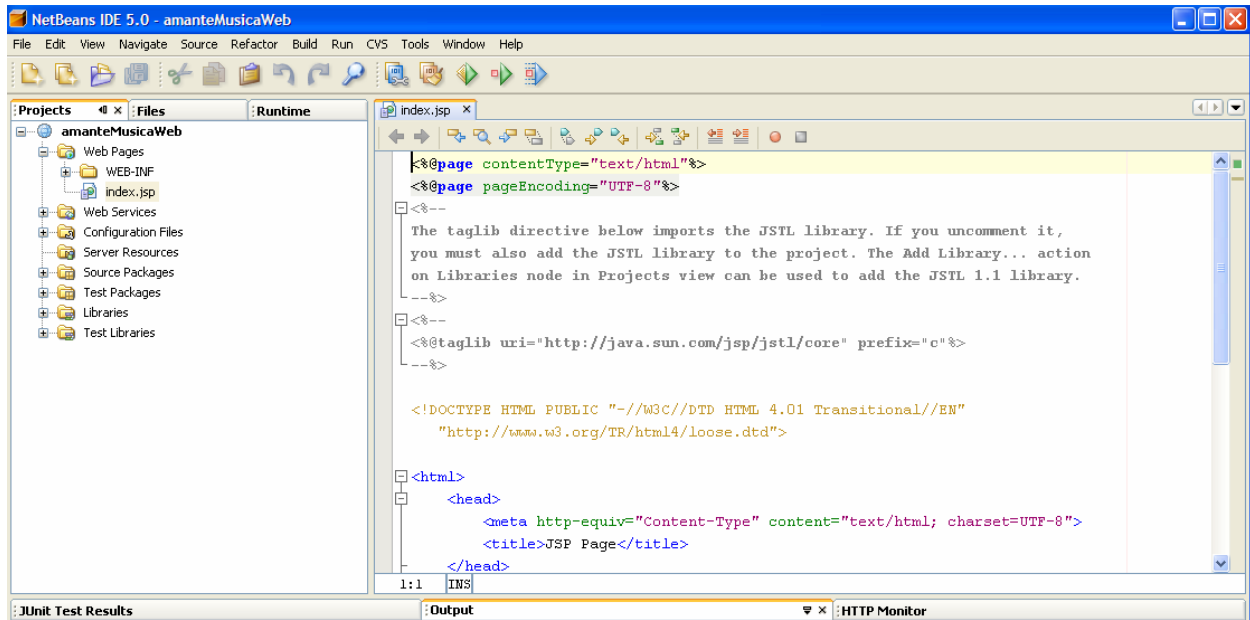 NetBeans IDE 5.0 - amanteMusicaWeb
File Edit View Navigate Source Refactor Build Run CVS Tools Window Help
Projects Files Runtime
amanteMusicaWeb
Web Pages
WEB-INF
index.jsp
Web Services
Configuration Files
Server Resources
Source Packages
Test Packages
Libraries
Test Libraries
index.jsp
<%@page contentType="text/html"%>
<%@page pageEncoding="UTF-8"%>
<%--
The taglib directive below imports the JSTL library. If you uncomment it,
you must also add the JSTL library to the project. The Add Library... action
on Libraries node in Projects view can be used to add the JSTL 1.1 library.
--%>
<%--
<%@taglib uri="http://java.sun.com/jsp/jstl/core" prefix="c"%>
--%>
<!DOCTYPE HTML PUBLIC "-//W3C//DTD HTML 4.01 Transitional//EN"
"http://www.w3.org/TR/html4/loose.dtd">
<html>
<head>
<meta http-equiv="Content-Type" content="text/html; charset=UTF-8">
<title>JSP Page</title>
</head>
1:1 INS
JUnit Test Results Output HTTP Monitor